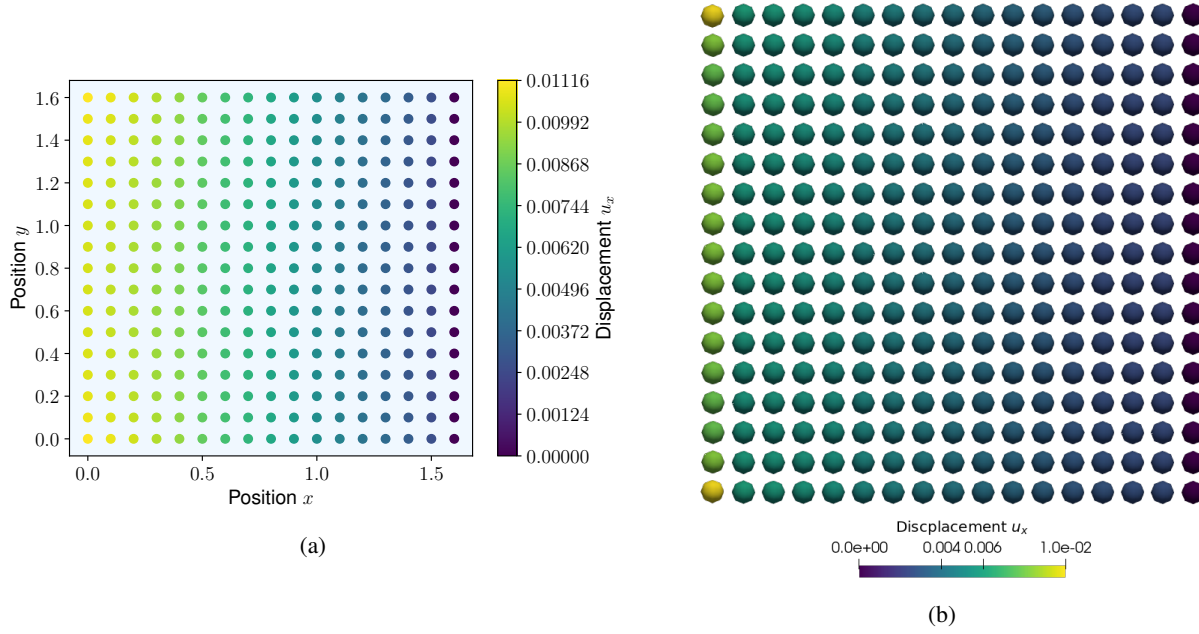 1.6
1.4
1.2
1.0
0.8
0.6
0.4
0.2
0.0
Position y
0.0 0.5 1.0 1.5
Position x
0.01116
0.00992
0.00868
0.00744
0.00620
0.00496
0.00372
0.00248
0.00124
0.00000
Displacement u_x
(a)
Discplacement u_x
0.0e+00 0.004 0.006 1.0e-02
(b)